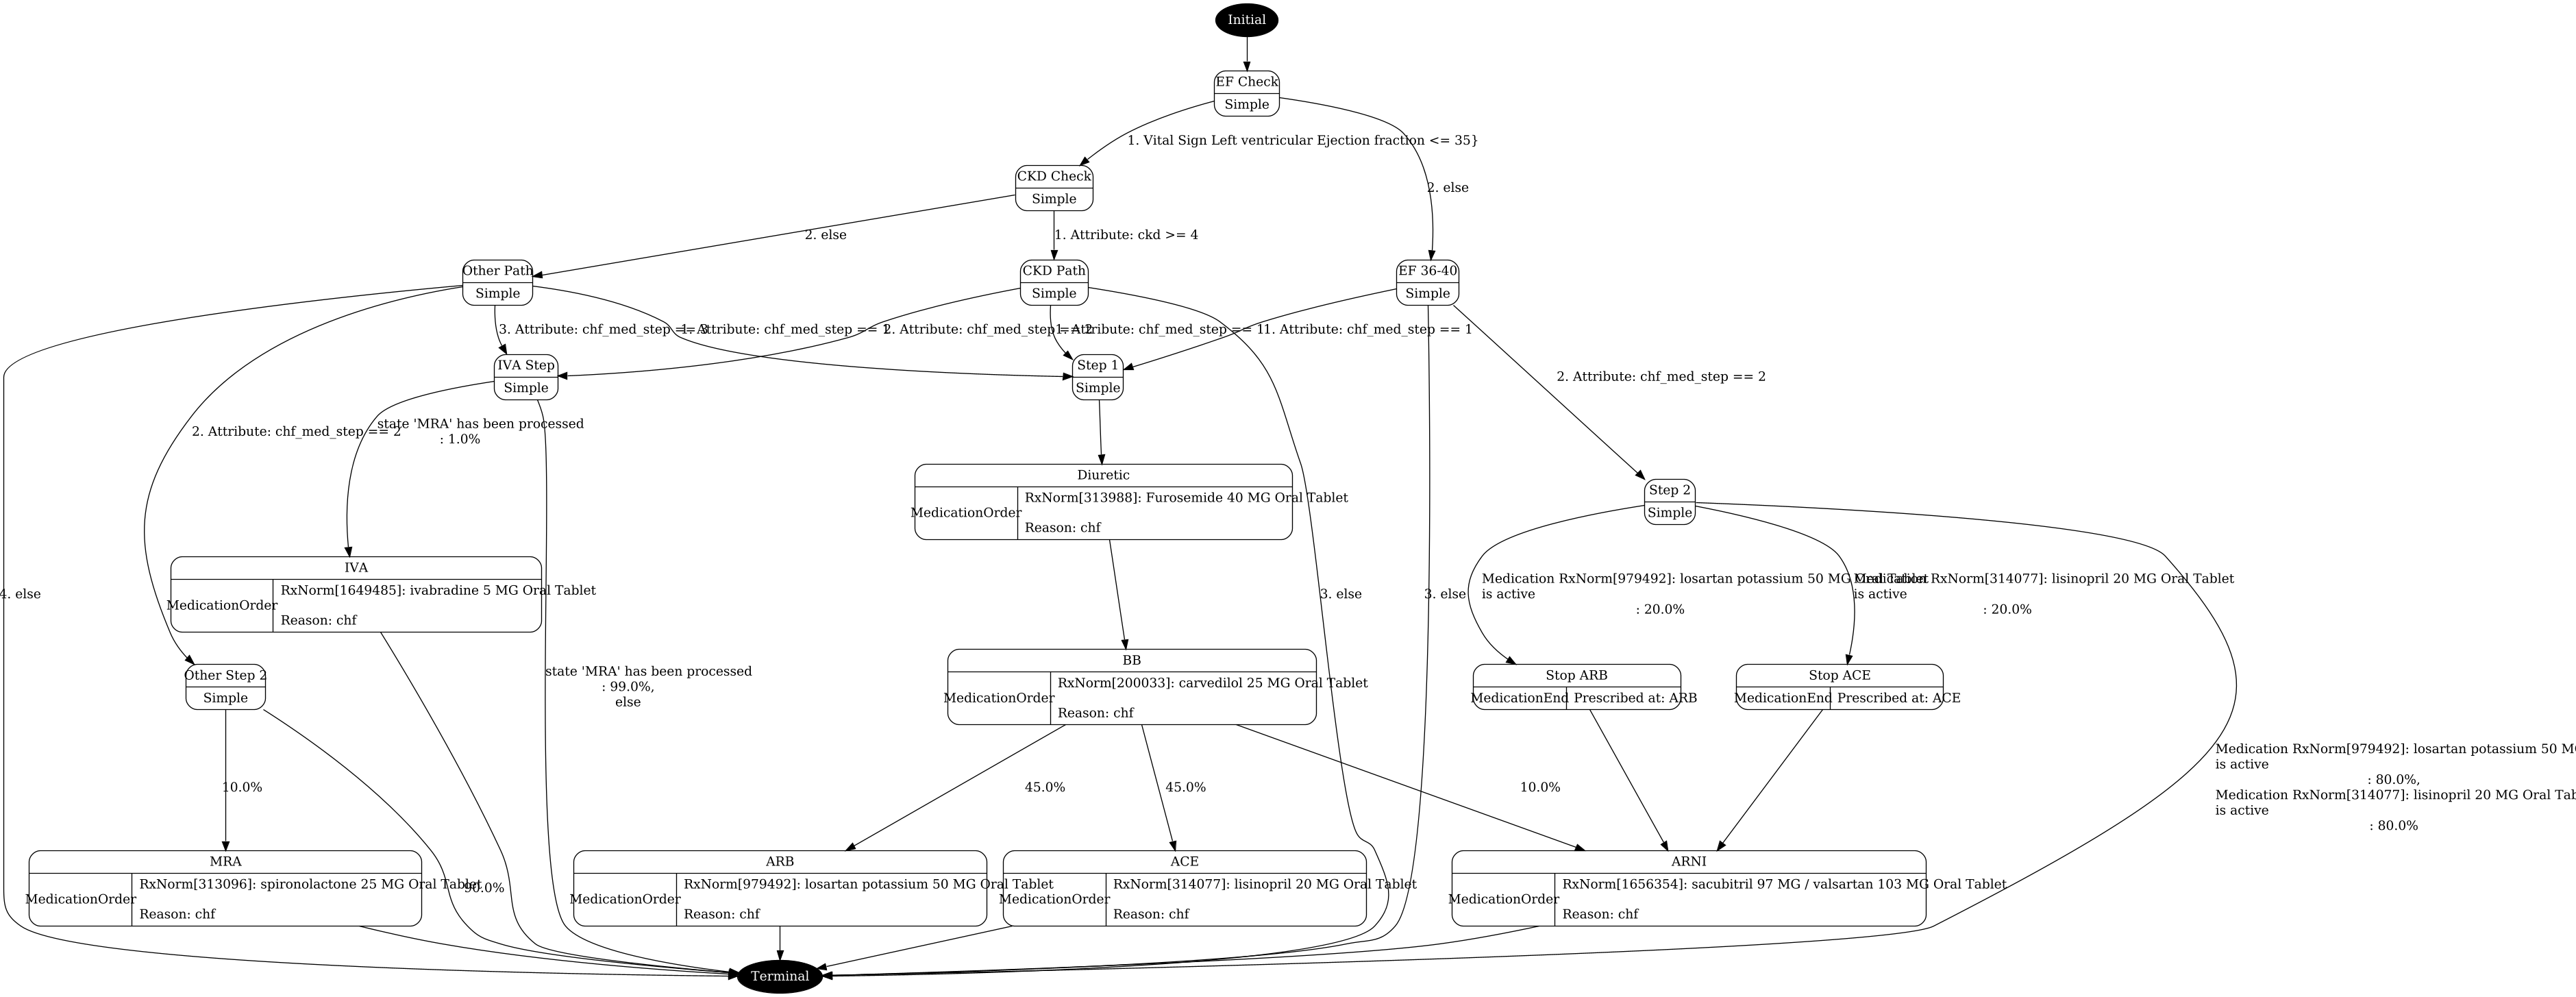 Initial
EF Check
Simple
1. Vital Sign Left ventricular Ejection fraction <= 35}
CKD Check
Simple
2. else
2. else
1. Attribute: ckd >= 4
Other Path
Simple
CKD Path
Simple
EF 36-40
Simple
3. Attribute: chf_med_step == 3
1. Attribute: chf_med_step == 1
2. Attribute: chf_med_step == 2
1. Attribute: chf_med_step == 1
1. Attribute: chf_med_step == 1
IVA Step
Simple
Step 1
Simple
2. Attribute: chf_med_step == 2
2. Attribute: chf_med_step == 2
state 'MRA' has been processed
: 1.0%
Diuretic
MedicationOrder
RxNorm[313988]: Furosemide 40 MG Oral Tablet
Reason: chf
Step 2
Simple
IVA
MedicationOrder
RxNorm[1649485]: ivabradine 5 MG Oral Tablet
Reason: chf
4. else
3. else
3. else
Medication RxNorm[979492]: losartan potassium 50 MG Oral Tablet
is active
: 20.0%
Medication RxNorm[314077]: lisinopril 20 MG Oral Tablet
is active
: 20.0%
Other Step 2
Simple
state 'MRA' has been processed
: 99.0%,
else
BB
MedicationOrder
RxNorm[200033]: carvedilol 25 MG Oral Tablet
Reason: chf
Stop ARB
MedicationEnd
Prescribed at: ARB
Stop ACE
MedicationEnd
Prescribed at: ACE
10.0%
45.0%
45.0%
10.0%
Medication RxNorm[979492]: losartan potassium 50 M
is active
: 80.0%,
Medication RxNorm[314077]: lisinopril 20 MG Oral Ta
is active
: 80.0%
MRA
MedicationOrder
RxNorm[313096]: spironolactone 25 MG Oral Tablet
Reason: chf
90.0%
ARB
MedicationOrder
RxNorm[979492]: losartan potassium 50 MG Oral Tablet
Reason: chf
ACE
MedicationOrder
RxNorm[314077]: lisinopril 20 MG Oral Tablet
Reason: chf
ARNI
MedicationOrder
RxNorm[1656354]: sacubitril 97 MG / valsartan 103 MG Oral Tablet
Reason: chf
Terminal